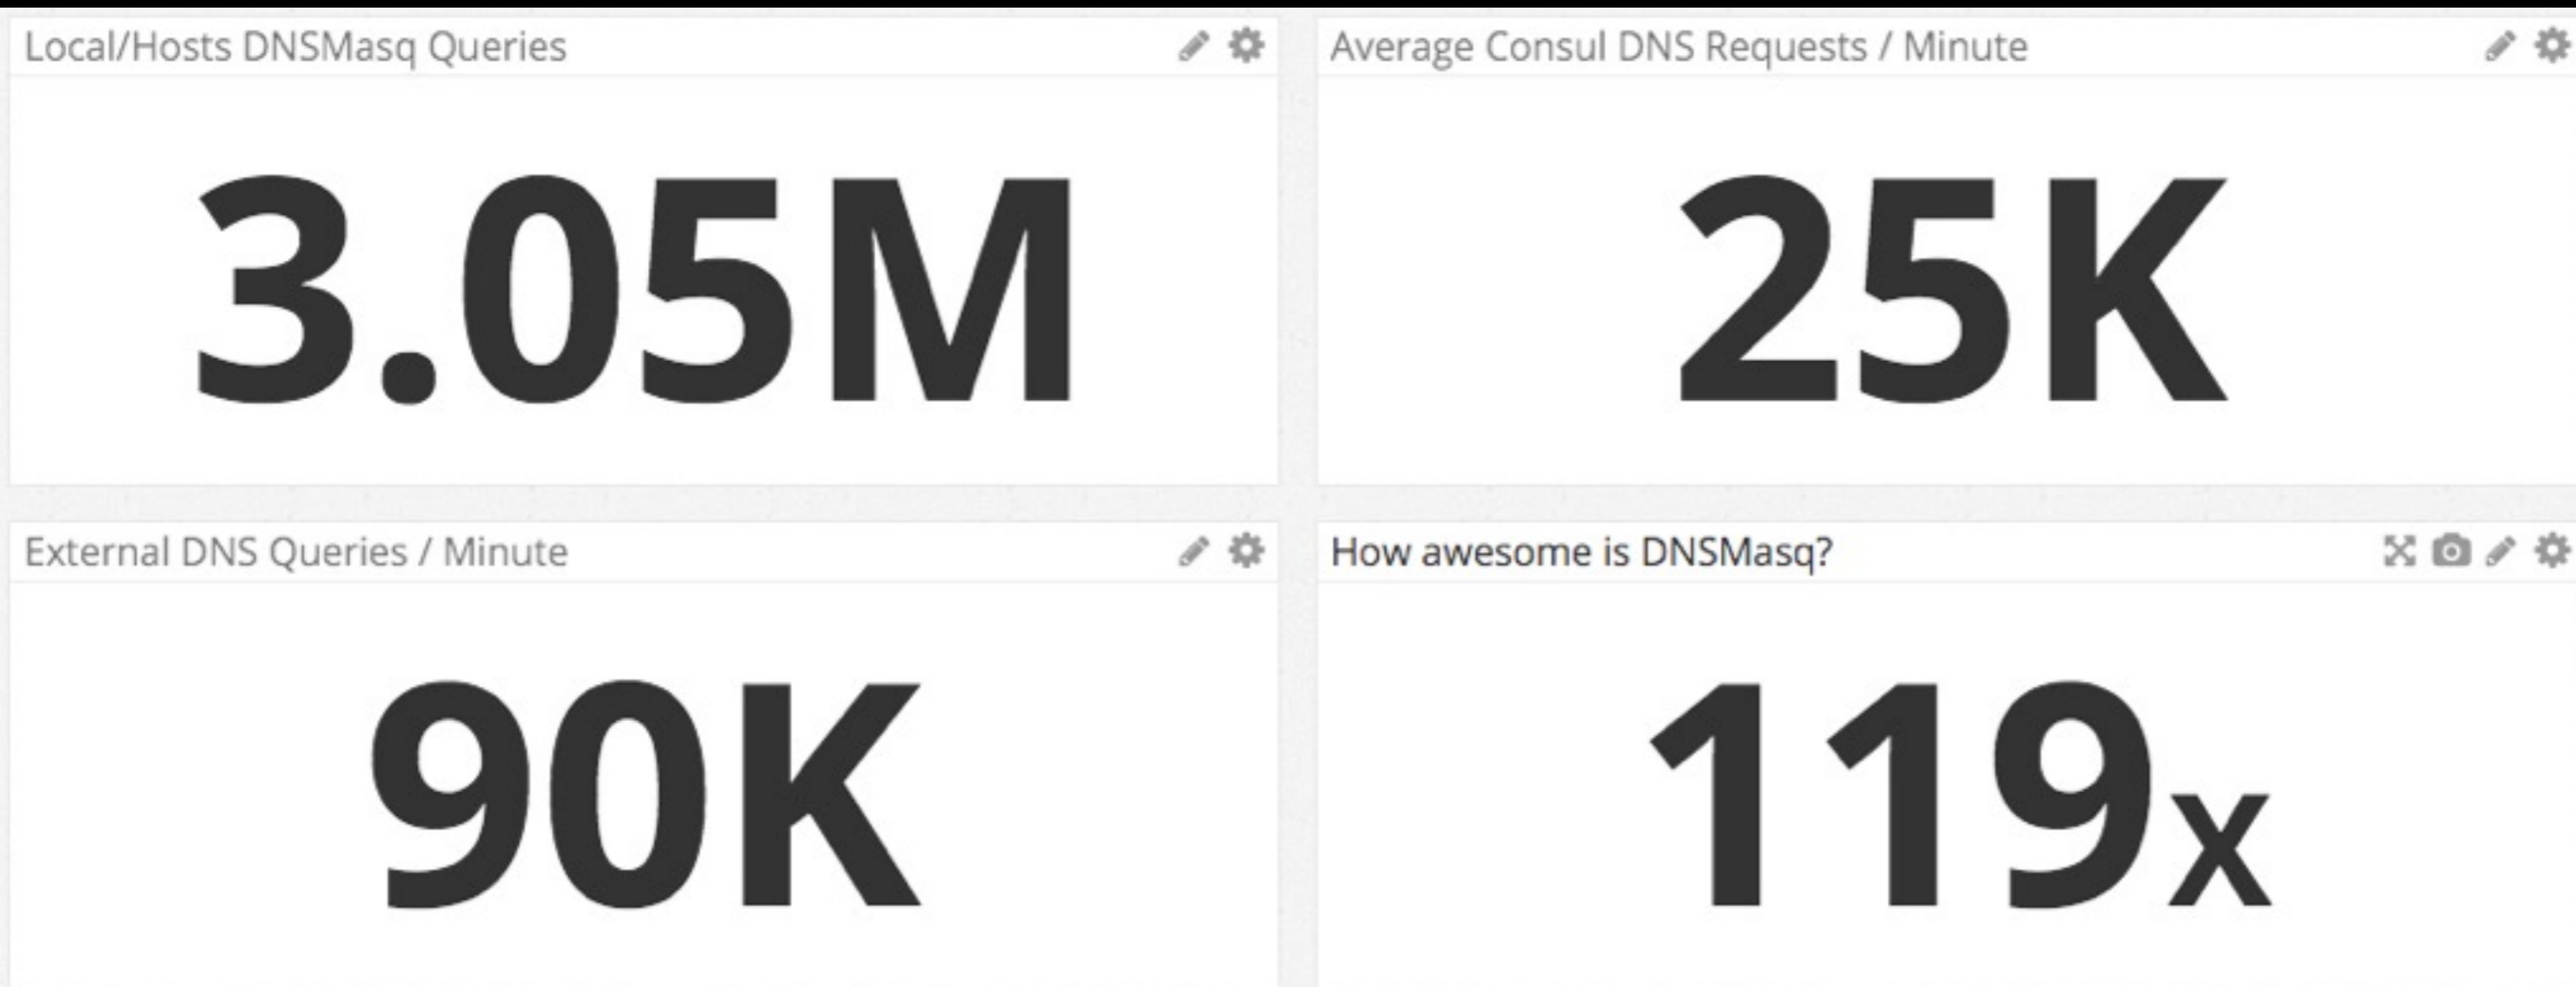 Local/Hosts DNSMasq Queries
3.05M
Average Consul DNS Requests / Minute
25K
External DNS Queries / Minute
90K
How awesome is DNSMasq?
119x